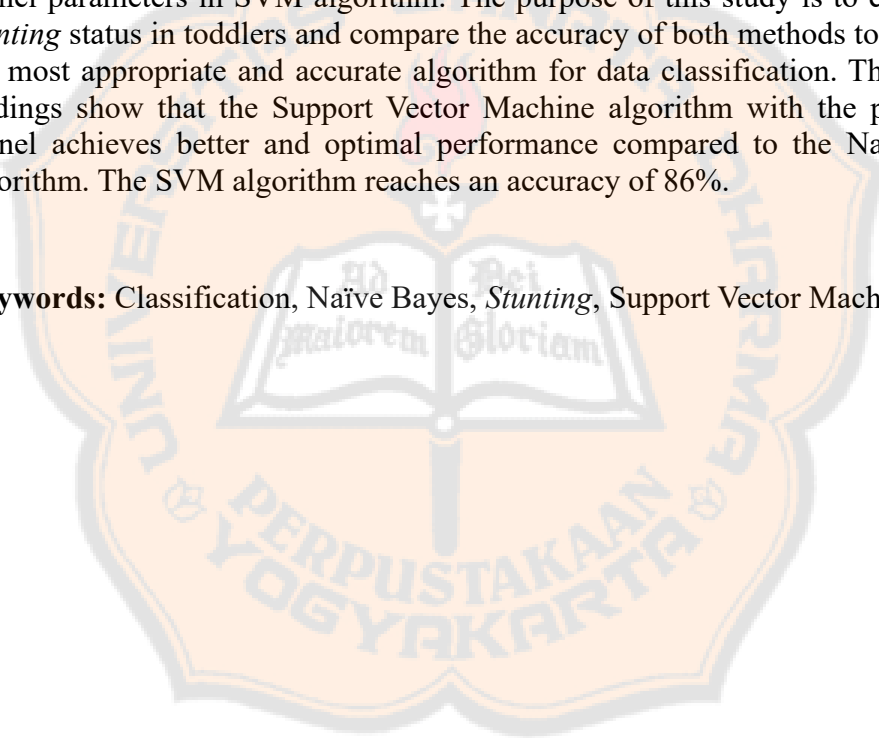 nel parameters in SVM algorithm. The purpose of this study is to c
nting status in toddlers and compare the accuracy of both methods to
most appropriate and accurate algorithm for data classification. Th
dings show that the Support Vector Machine algorithm with the p
nel achieves better and optimal performance compared to the Na
orithm. The SVM algorithm reaches an accuracy of 86%.
ywords: Classification, Naïve Bayes, Stunting, Support Vector Mach
UNIVERSITAS
DHARMA
Ad
Maiorem
Dei
Gloriam
PERPUSTAKAAN
YOGYAKARTA